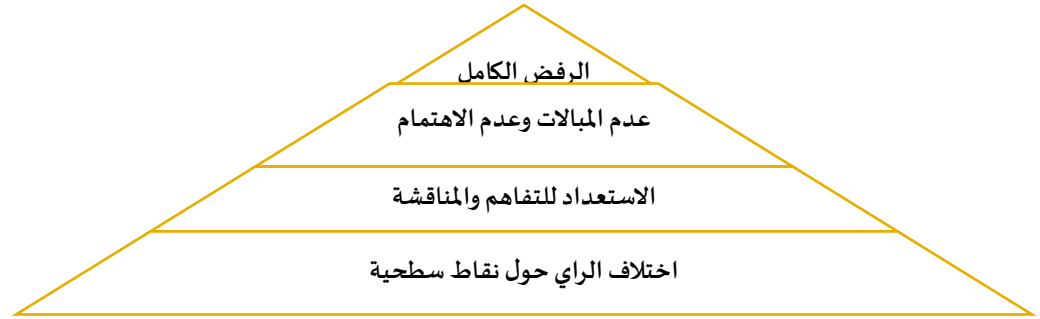 الرفض الكامل
عدم المبالات وعدم الاهتمام
الاستعداد للتفاهم والمناقشة
اختلاف الراي حول نقاط سطحية